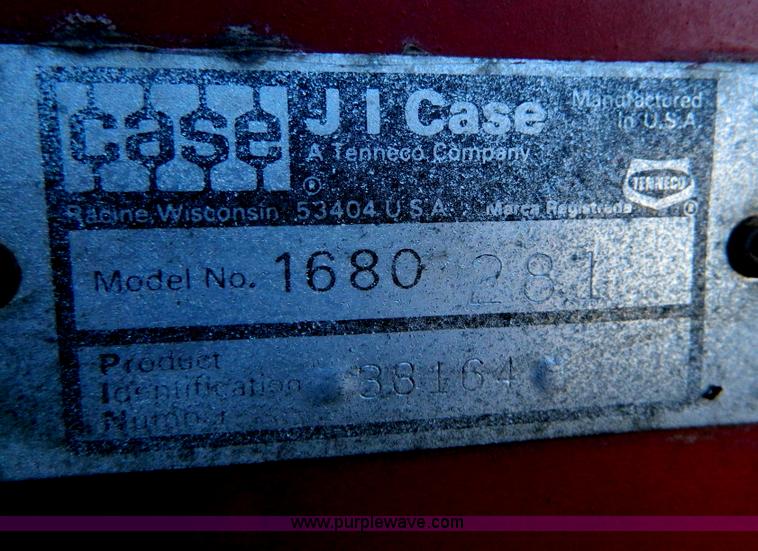 case
J I Case
A Tenneco Company
Manufactured
In U.S.A.
TENNECO
®
Racine, Wisconsin 53404 U.S.A.
Marca Registrada
®
Model No. 1680 281
Product
Identification
Number
38164
www.purplewave.com